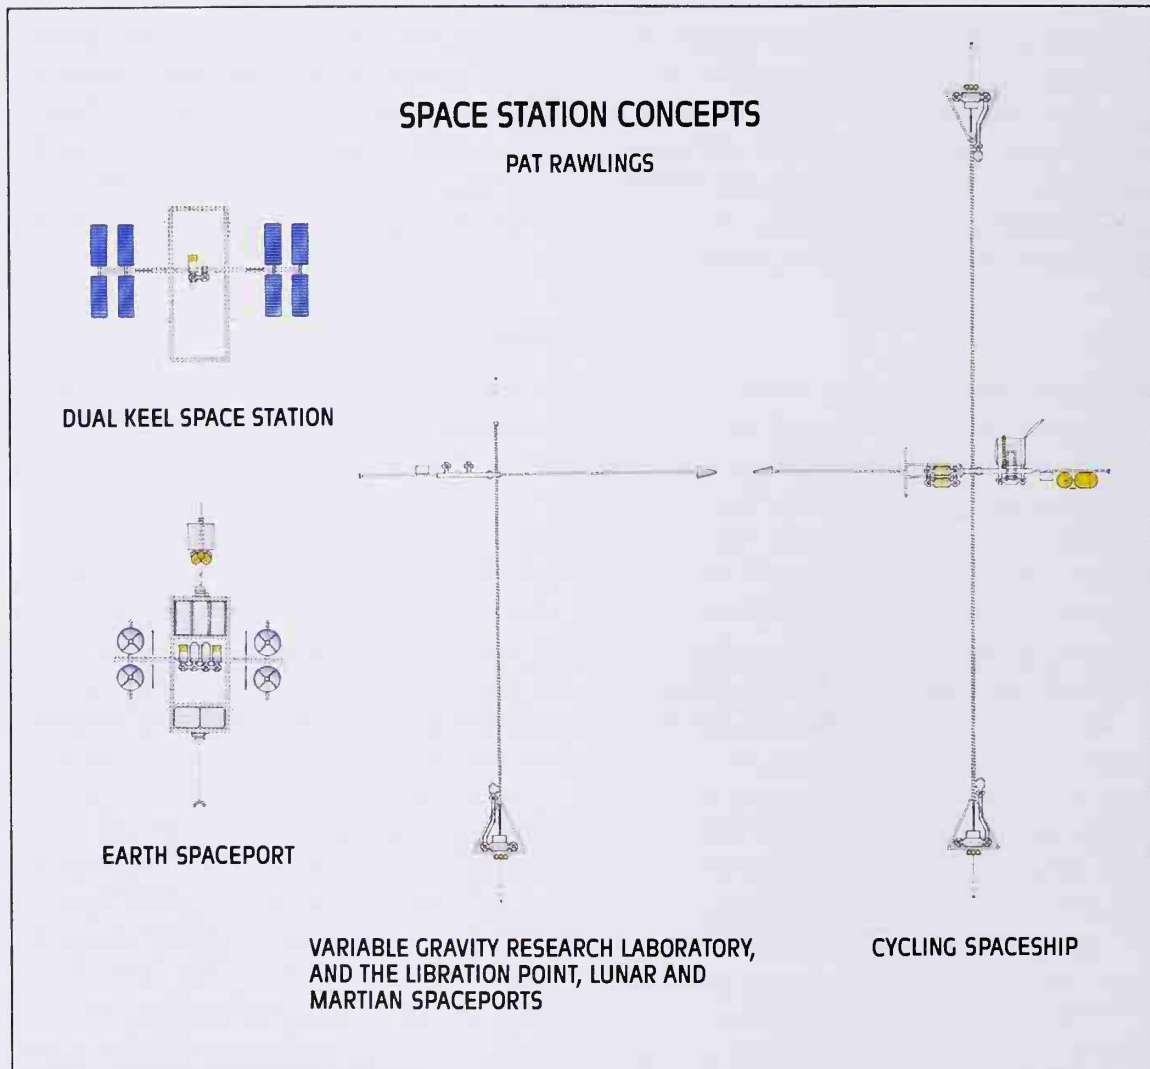 SPACE STATION CONCEPTS
PAT RAWLINGS
DUAL KEEL SPACE STATION
EARTH SPACEPORT
VARIABLE GRAVITY RESEARCH LABORATORY,
AND THE LIBRATION POINT, LUNAR AND
MARTIAN SPACEPORTS
CYCLING SPACESHIP